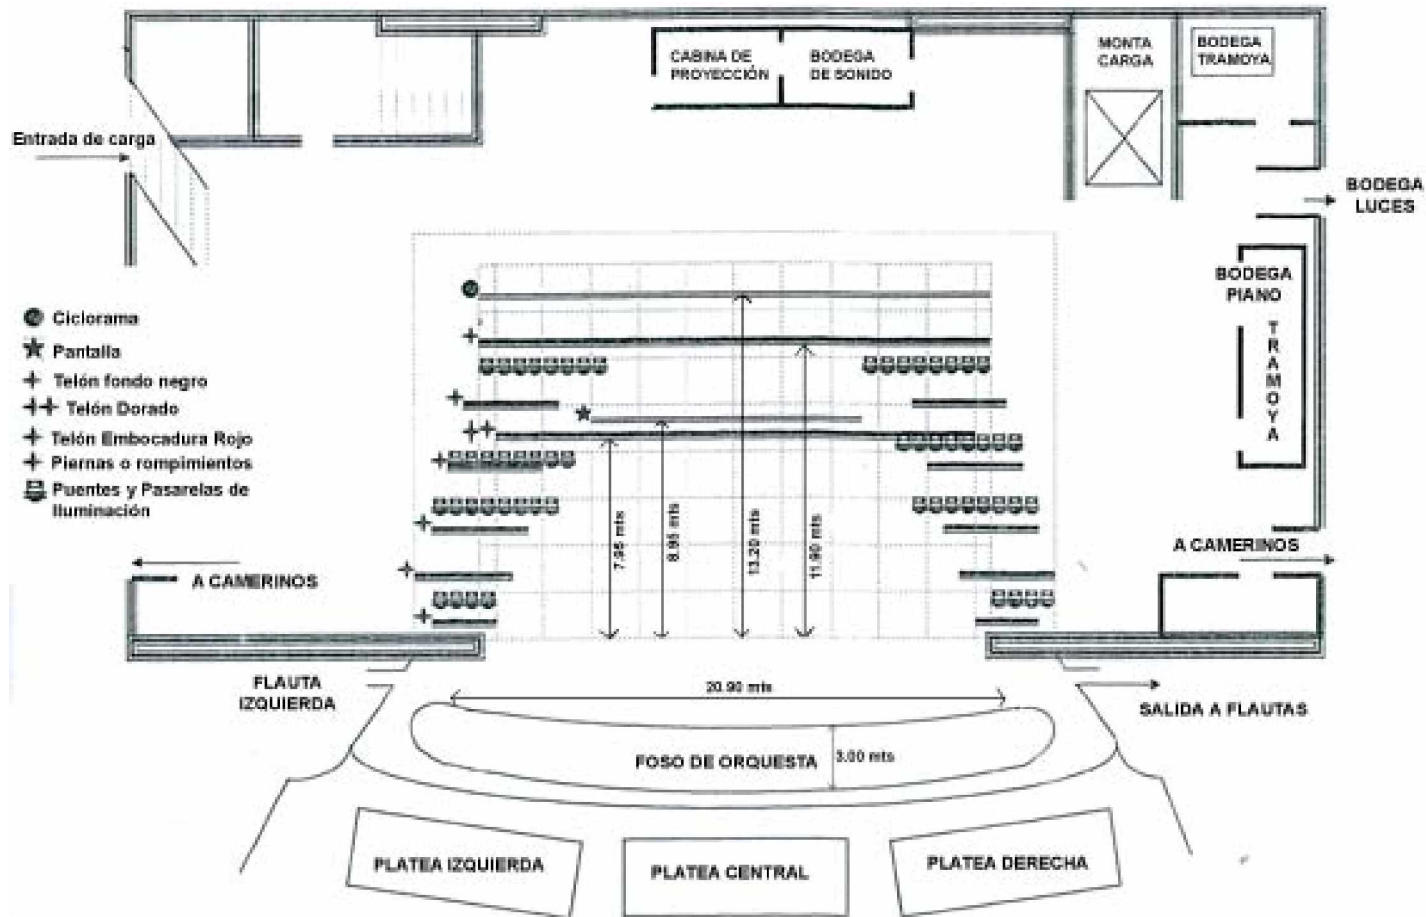 CABINA DE
PROYECCIÓN
BODEGA
DE SONIDO
MONTA
CARGA
BODEGA
TRAMOYA
Entrada de carga
BODEGA
LUCES
BODEGA
PIANO
TRAMOYA
Ciclorama
Pantalla
Telón fondo negro
Telón Dorado
Telón Embocadura Rojo
Piernas o rompimientos
Puentes y Pasarelas de
Iluminación
7.95 mts
8.95 mts
13.20 mts
11.90 mts
A CAMERINOS
A CAMERINOS
FLAUTA
IZQUIERDA
20.90 mts
SALIDA A FLAUTAS
FOSO DE ORQUESTA
3.00 mts
PLATEA IZQUIERDA
PLATEA CENTRAL
PLATEA DERECHA